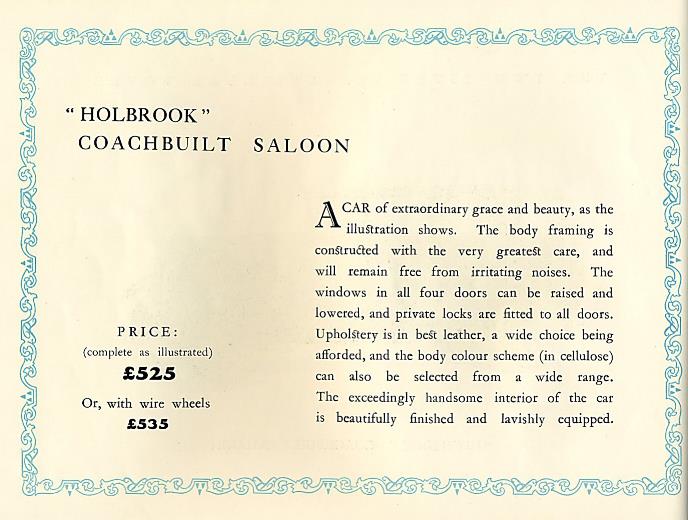 “ HOLBROOK ”
COACHBUILT SALOON
A CAR of extraordinary grace and beauty, as the
illustration shows. The body framing is
constructed with the very greatest care, and
will remain free from irritating noises. The
windows in all four doors can be raised and
lowered, and private locks are fitted to all doors.
Upholstery is in best leather, a wide choice being
afforded, and the body colour scheme (in cellulose)
can also be selected from a wide range.
The exceedingly handsome interior of the car
is beautifully finished and lavishly equipped.
PRICE:
(complete as illustrated)
£525
Or, with wire wheels
£535